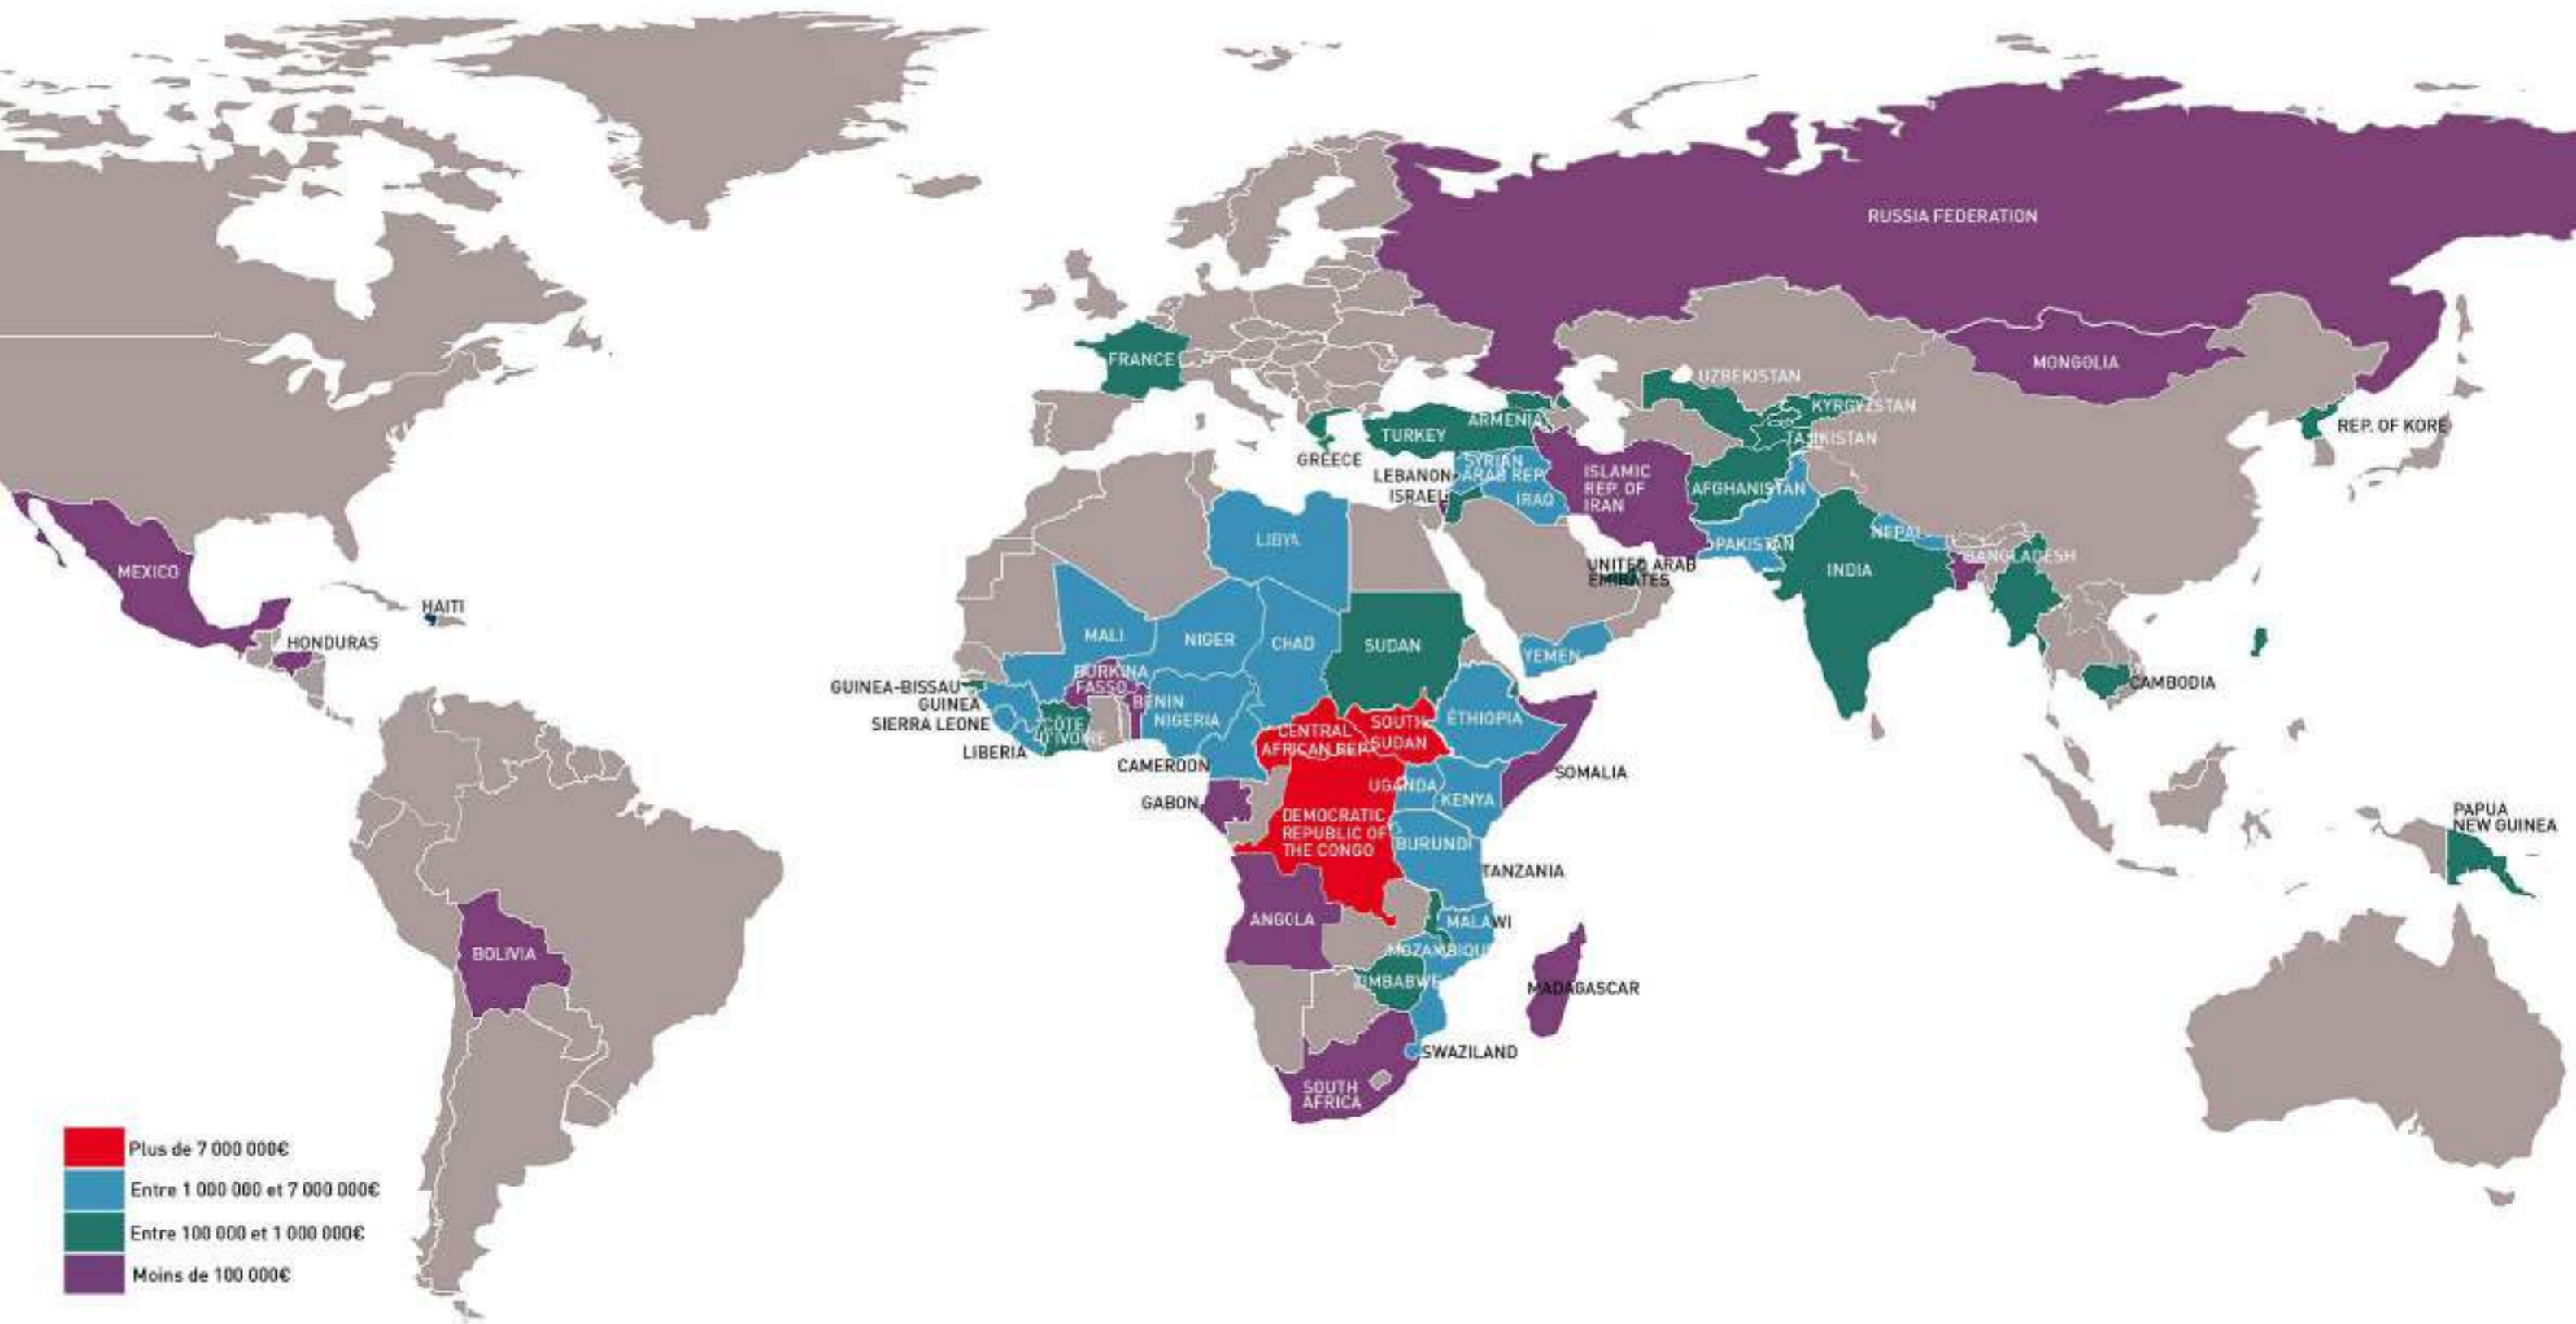 RUSSIA FEDERATION
FRANCE
MONGOLIA
UZBEKISTAN
KYRGYZSTAN
ARMENIA
TURKEY
REP. OF KORE
TAJIKISTAN
GREECE
SYRIAN
ARAB REP
LEBANON
ISRAEL
IRAQ
ISLAMIC
REP. OF
IRAN
AFGHANISTAN
NEPAL
LIBYA
PAKISTAN
BANGLADESH
UNITED ARAB
EMIRATES
INDIA
MEXICO
HAITI
HONDURAS
MALI
NIGER
CHAD
SUDAN
YEMEN
BURKINA
FASSO
GUINEA-BISSAU
GUINEA
SIERRA LEONE
LIBERIA
BENIN
NIGERIA
CÔTE
D'IVOIRE
CAMBODIA
ÉTHIOPIA
SOUTH
SUDAN
CENTRAL
AFRICAN REP.
CAMEROON
SOMALIA
GABON
UGANDA
KENYA
DEMOCRATIC
REPUBLIC OF
THE CONGO
BURUNDI
PAPUA
NEW GUINEA
TANZANIA
ANGOLA
MALAWI
MOZAMBIQU
BOLIVIA
ZIMBABWE
MADAGASCAR
SWAZILAND
SOUTH
AFRICA
Plus de 7 000 000€
Entre 1 000 000 et 7 000 000€
Entre 100 000 et 1 000 000€
Moins de 100 000€